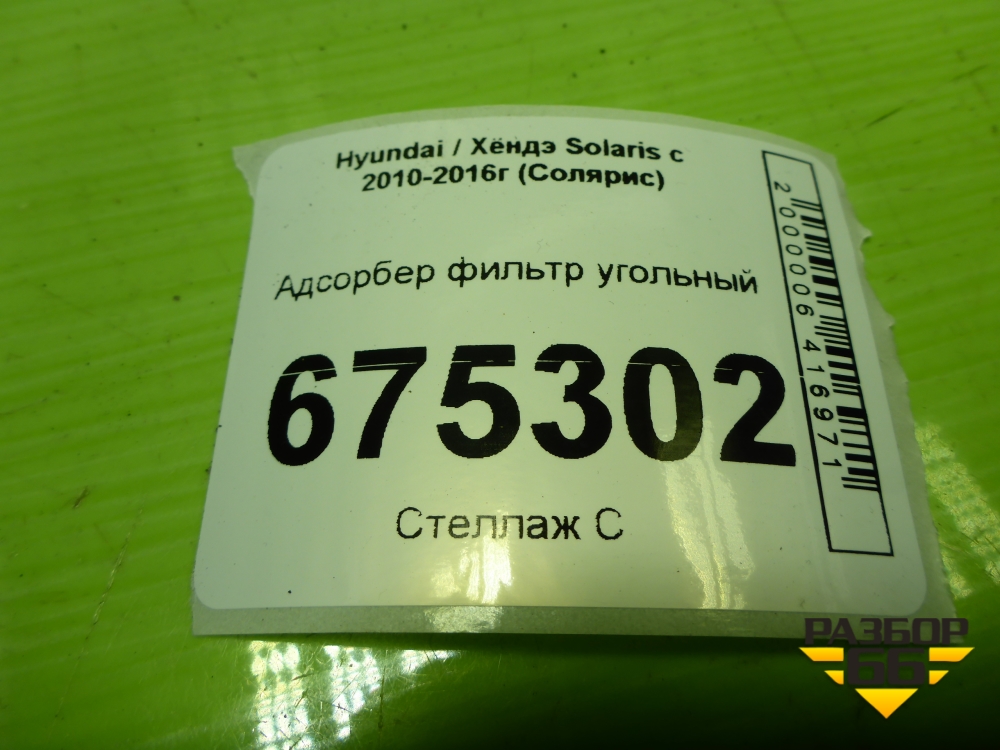 Hyundai / Хёндэ Solaris с
2010-2016г (Солярис)
Адсорбер фильтр угольный
675302
Стеллаж С
2000006416971
РАЗБОР
66